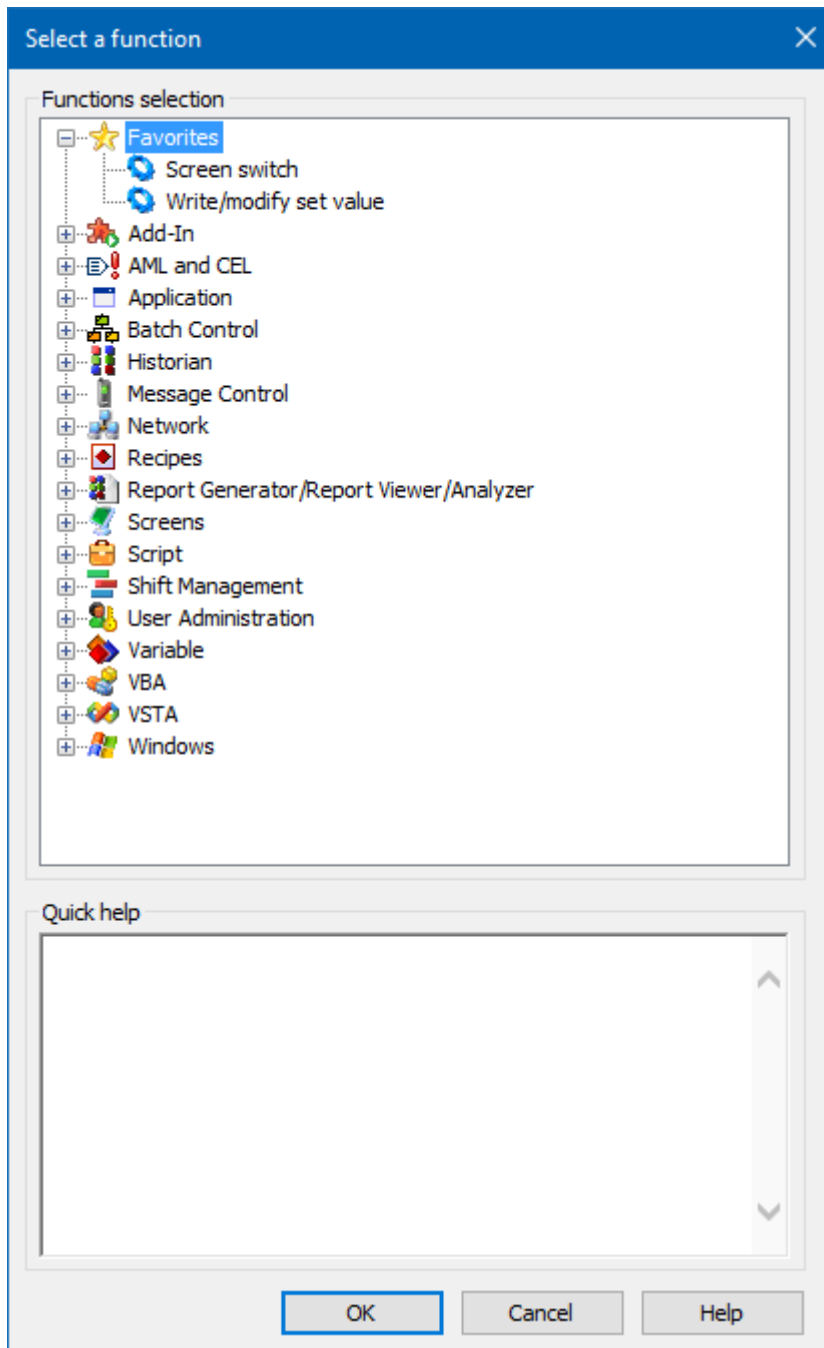 Select a function
Functions selection
Favorites
Screen switch
Write/modify set value
Add-In
AML and CEL
Application
Batch Control
Historian
Message Control
Network
Recipes
Report Generator/Report Viewer/Analyzer
Screens
Script
Shift Management
User Administration
Variable
VBA
VSTA
Windows
Quick help
OK Cancel Help